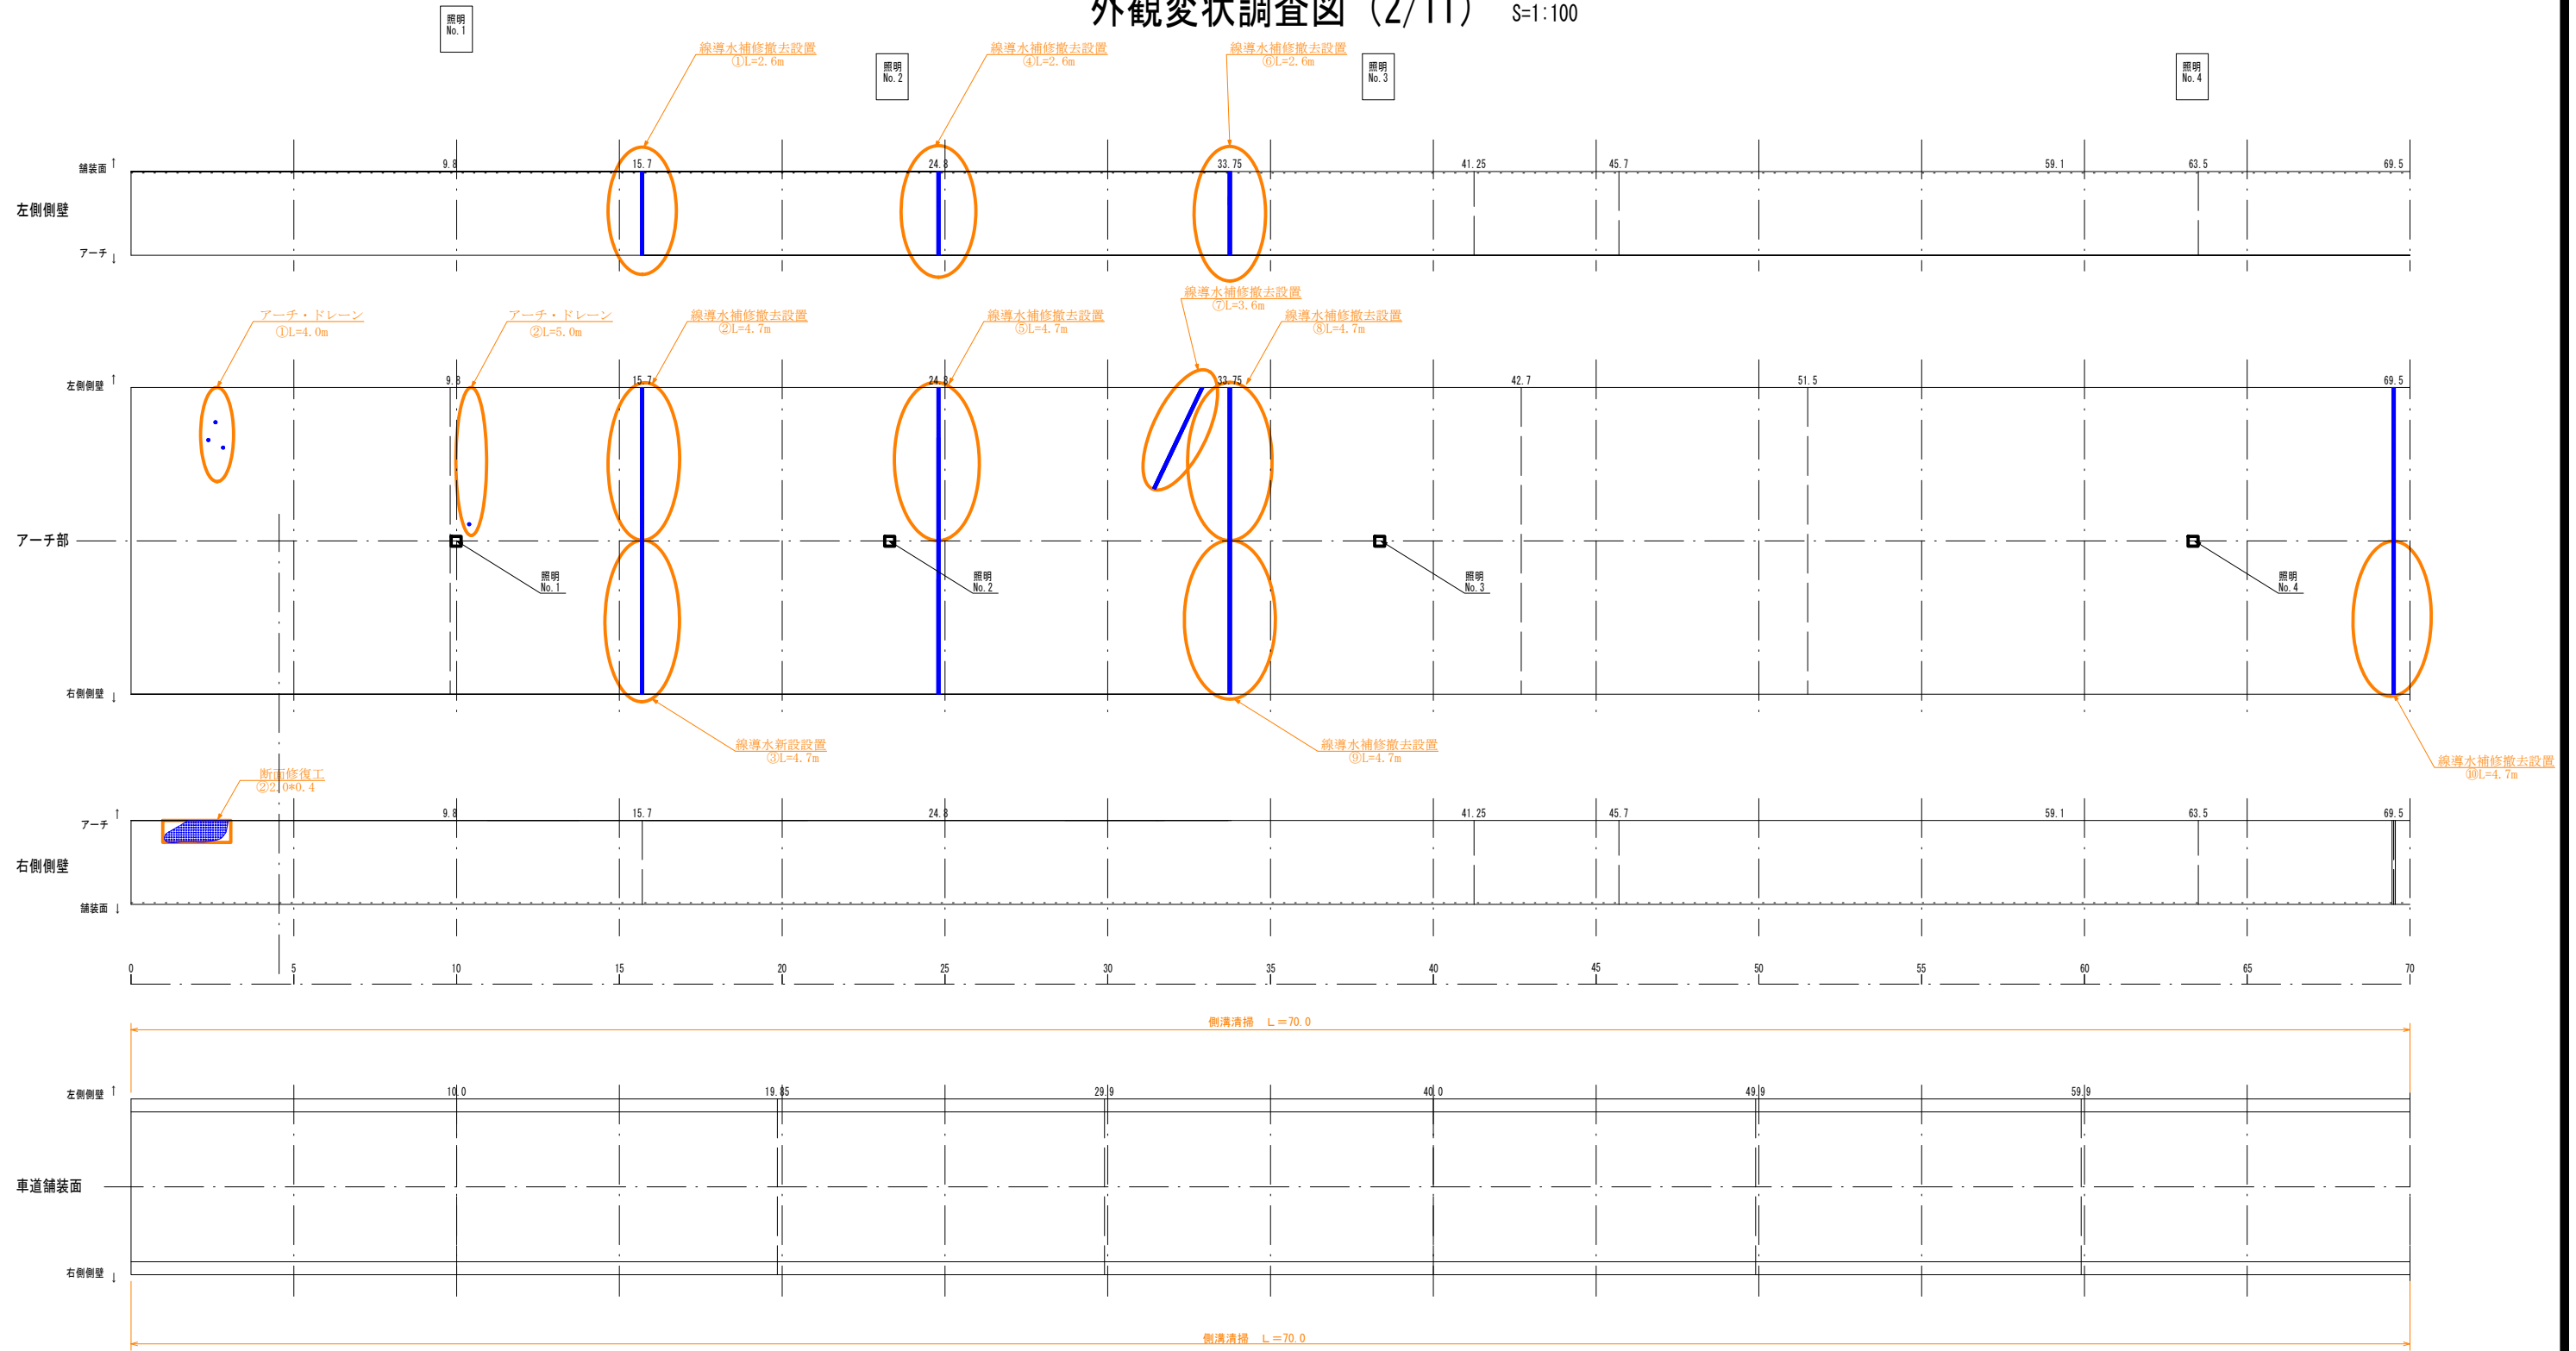 外観変状調査図 (2/11) S=1:100
照明
No.1
照明
No.2
照明
No.3
照明
No.4
線導水補修撤去設置
①L=2.6m
線導水補修撤去設置
④L=2.6m
線導水補修撤去設置
⑥L=2.6m
舗装面 ↑
9.8 15.7 24.8 33.75 41.25 45.7 59.1 63.5 69.5
左側側壁
アーチ ↓
線導水補修撤去設置
⑦L=3.6m
アーチ・ドレーン
①L=4.0m
アーチ・ドレーン
②L=5.0m
線導水補修撤去設置
②L=4.7m
線導水補修撤去設置
⑤L=4.7m
線導水補修撤去設置
⑧L=4.7m
左側側壁 ↑
9.8 15.7 24.8 33.75 42.7 51.5 69.5
アーチ部
照明
No.1
照明
No.2
照明
No.3
照明
No.4
右側側壁 ↓
線導水新設設置
③L=4.7m
線導水補修撤去設置
⑨L=4.7m
線導水補修撤去設置
⑩L=4.7m
断面修復工
②2.0*0.4
アーチ ↑
9.8 15.7 24.8 41.25 45.7 59.1 63.5 69.5
右側側壁
舗装面 ↓
0 5 10 15 20 25 30 35 40 45 50 55 60 65 70
側溝清掃 L=70.0
左側側壁 ↑
10.0 19.85 29.9 40.0 49.9 59.9
車道舗装面
右側側壁 ↓
側溝清掃 L=70.0